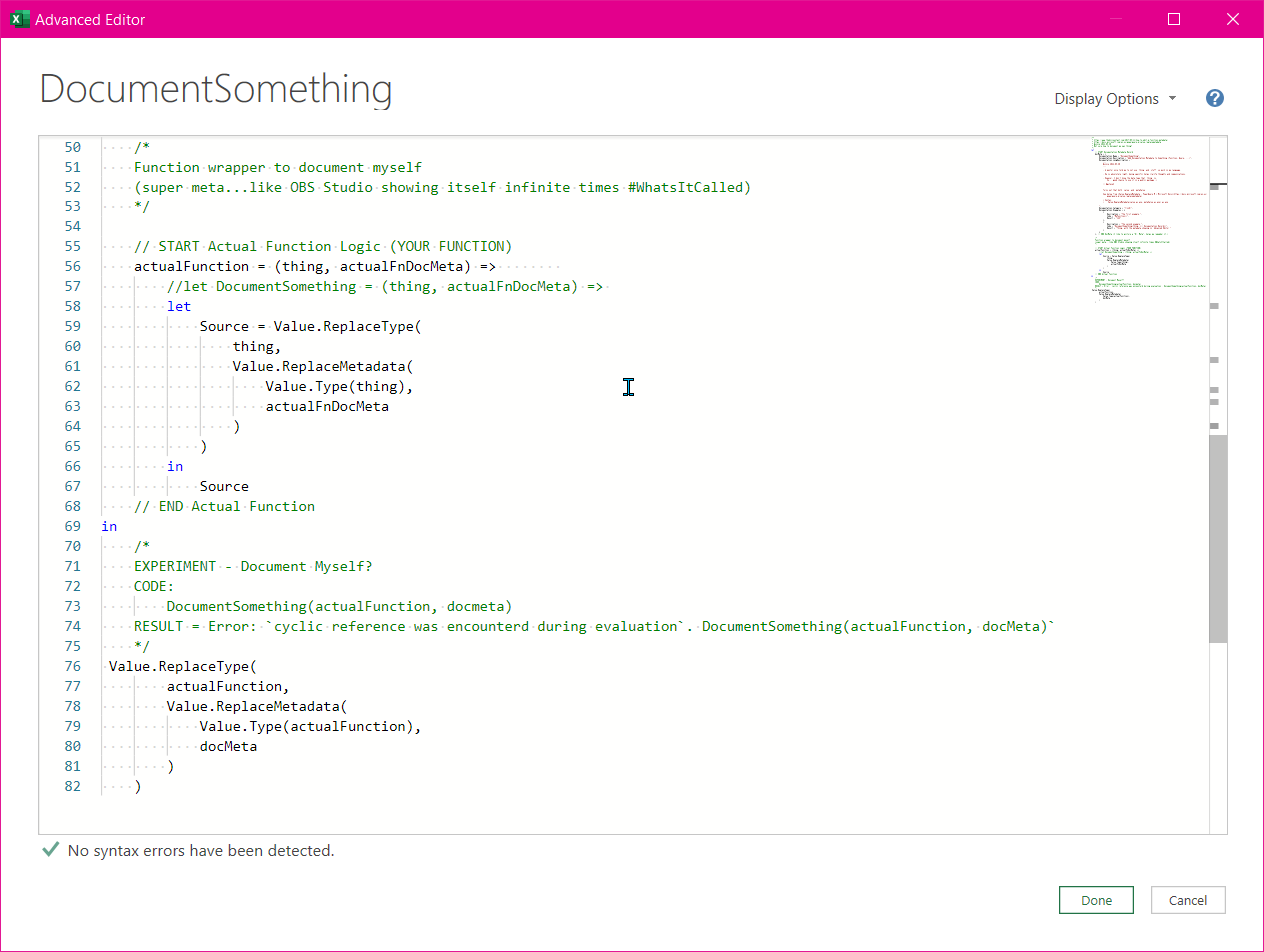 Advanced Editor
DocumentSomething
Display Options
?
50 /*
51 Function wrapper to document myself
52 (super meta...like OBS Studio showing itself infinite times #WhatsItCalled)
53 */
54
55 // START Actual Function Logic (YOUR FUNCTION)
56 actualFunction = (thing, actualFnDocMeta) =>
57 //let DocumentSomething = (thing, actualFnDocMeta) =>
58 let
59 Source = Value.ReplaceType(
60 thing,
61 Value.ReplaceMetadata(
62 Value.Type(thing),
63 actualFnDocMeta
64 )
65 )
66 in
67 Source
68 // END Actual Function
69 in
70 /*
71 EXPERIMENT - Document Myself?
72 CODE:
73 DocumentSomething(actualFunction, docmeta)
74 RESULT = Error: `cyclic reference was encounterd during evaluation`. DocumentSomething(actualFunction, docMeta)`
75 */
76 Value.ReplaceType(
77 actualFunction,
78 Value.ReplaceMetadata(
79 Value.Type(actualFunction),
80 docMeta
81 )
82 )
No syntax errors have been detected.
Done
Cancel